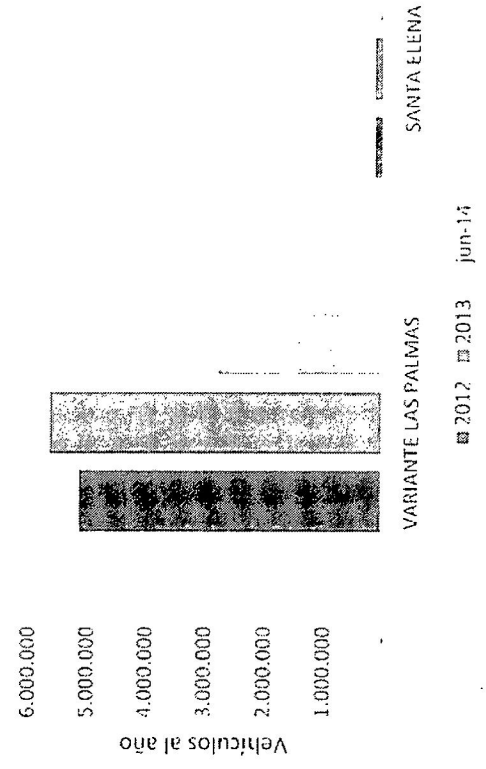 Vehículos al año
6.000.000
5.000.000
4.000.000
3.000.000
2.000.000
1.000.000
VARIANTE LAS PALMAS
SANTA ELENA
2012 2013 jun-14